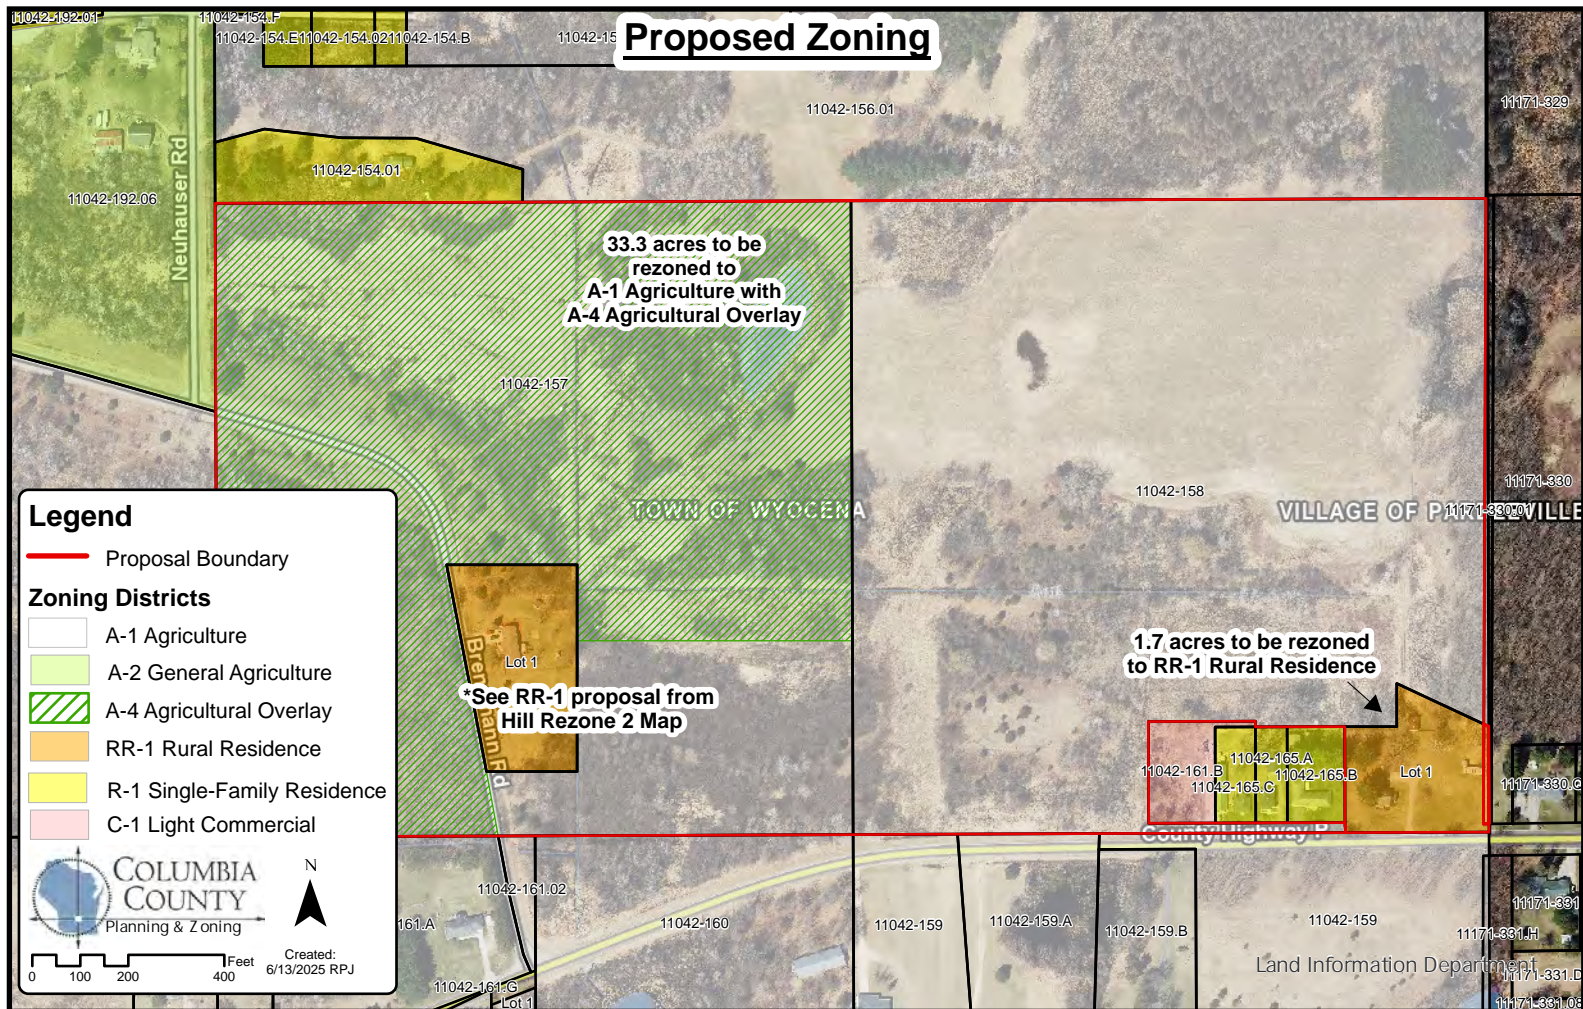 Proposed Zoning
11042-192.01
11042-154.F
11042-154.E
11042-154.02
11042-154.B
11042-15
11042-156.01
11171-329
11042-154.01
11042-192.06
Neuhauser Rd
33.3 acres to be
rezoned to
A-1 Agriculture with
A-4 Agricultural Overlay
11042-157
TOWN OF WYOCENA
11042-158
11171-330
11171-330.01
VILLAGE OF PARDEEVILLE
Legend
Proposal Boundary
Zoning Districts
A-1 Agriculture
A-2 General Agriculture
A-4 Agricultural Overlay
RR-1 Rural Residence
R-1 Single-Family Residence
C-1 Light Commercial
COLUMBIA
COUNTY
Planning & Zoning
N
Created:
6/13/2025 RPJ
0 100 200 400
Feet
Lot 1
*See RR-1 proposal from
Hill Rezone 2 Map
1.7 acres to be rezoned
to RR-1 Rural Residence
11042-161.B
11042-165.A
11042-165.C
11042-165.B
Lot 1
11171-330.C
County Highway P
161.A
11042-161.02
11042-160
11042-159
11042-159.A
11042-159.B
11042-159
11171-331
11171-331.H
Land Information Department
11171-331.D
11171-331.08
11042-161.G
Lot 1